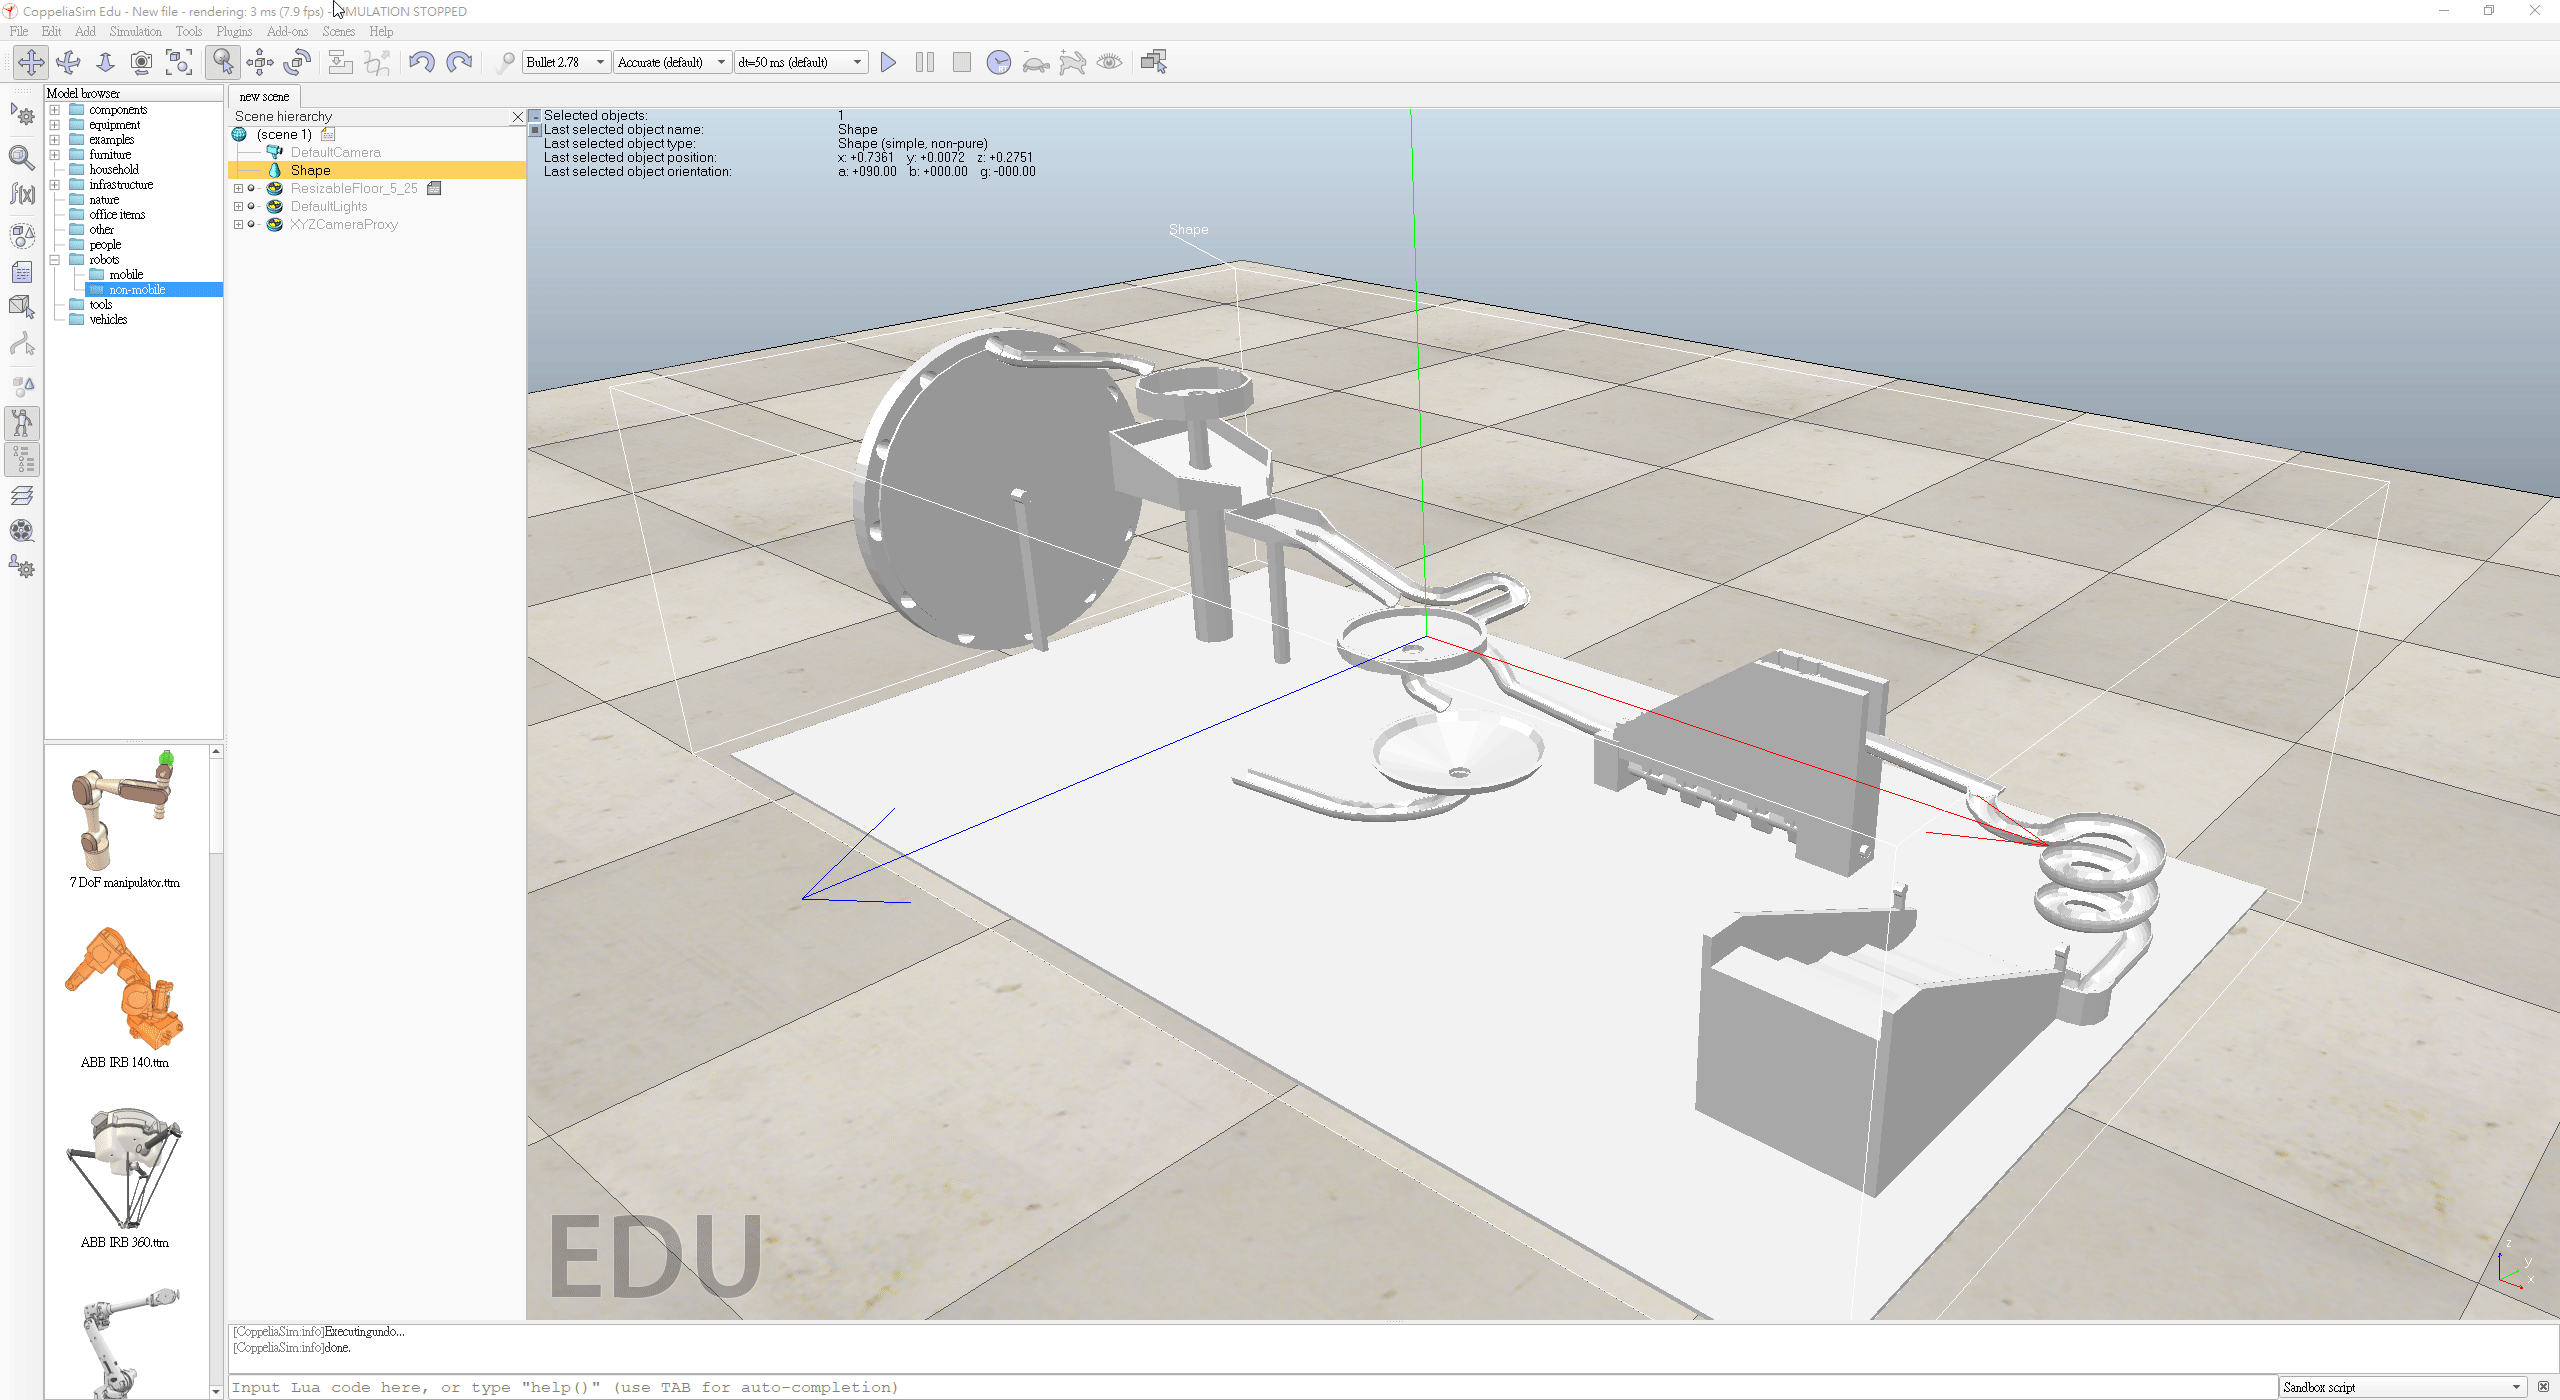 CoppeliaSim Edu - New file - rendering: 3 ms (7.9 fps) - SIMULATION STOPPED
File Edit Add Simulation Tools Plugins Add-ons Scenes Help
Bullet 2.78 Accurate (default) dt=50 ms (default)
Model browser
components
equipment
examples
furniture
household
infrastructure
nature
office items
other
people
robots
mobile
non-mobile
tools
vehicles
7 DoF manipulator.ttm
ABB IRB 140.ttm
ABB IRB 360.ttm
new scene
Scene hierarchy
(scene 1)
DefaultCamera
Shape
ResizableFloor_5_25
DefaultLights
XYZCameraProxy
Selected objects: 1
Last selected object name: Shape
Last selected object type: Shape (simple, non-pure)
Last selected object position: x: +0.7361 y: +0.0072 z: +0.2751
Last selected object orientation: a: +090.00 b: +000.00 g: -000.00
Shape
EDU
z
y
x
[CoppeliaSim:info]Executingundo...
[CoppeliaSim:info]done.
Input Lua code here, or type "help()" (use TAB for auto-completion)
Sandbox script